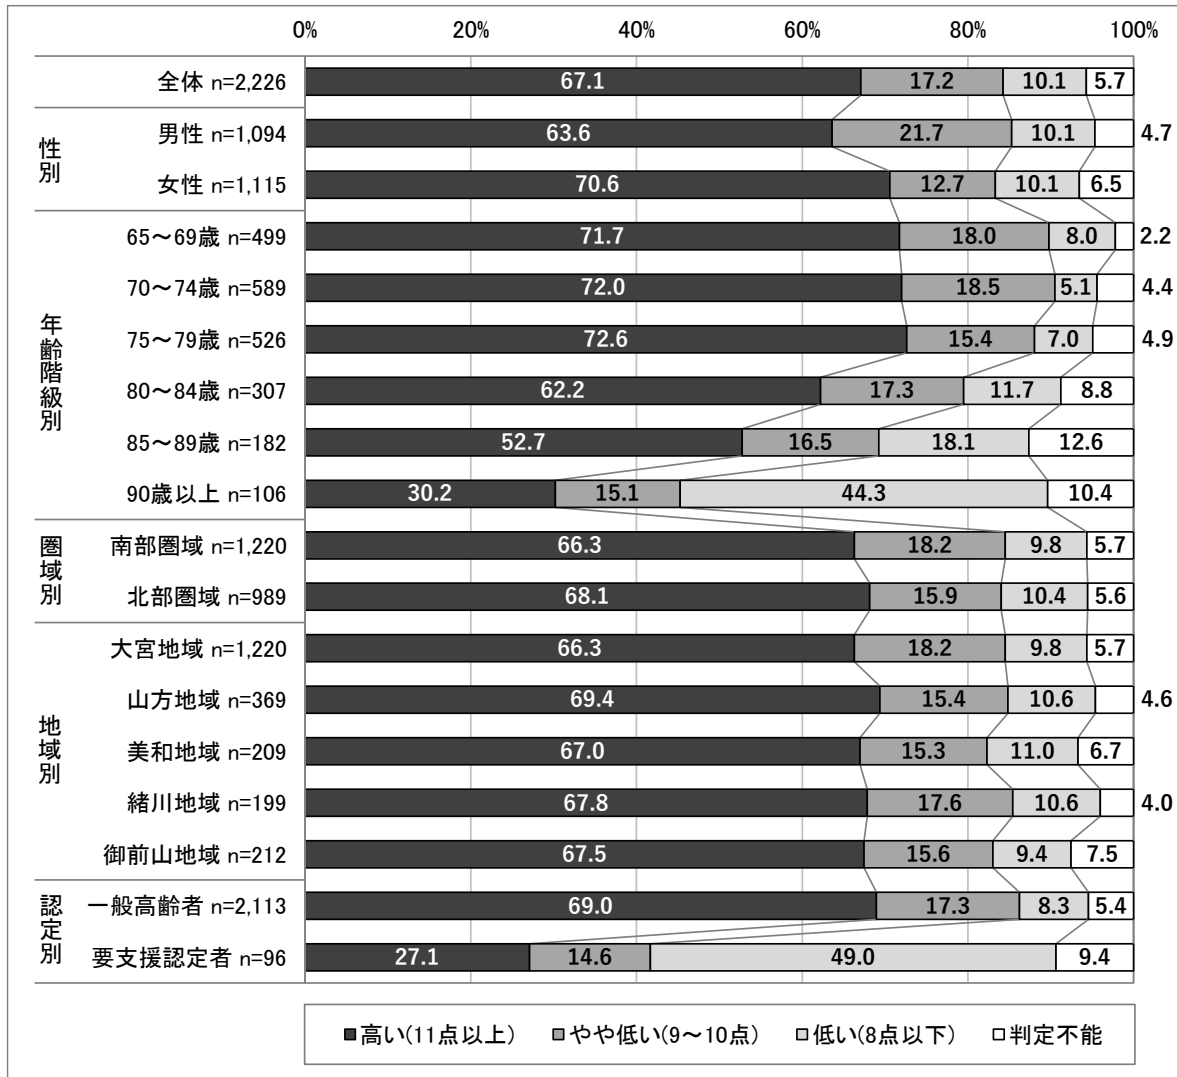 0% 20% 40% 60% 80% 100%
全体 n=2,226 67.1 17.2 10.1 5.7
性別
男性 n=1,094 63.6 21.7 10.1 4.7
女性 n=1,115 70.6 12.7 10.1 6.5
年齢階級別
65～69歳 n=499 71.7 18.0 8.0 2.2
70～74歳 n=589 72.0 18.5 5.1 4.4
75～79歳 n=526 72.6 15.4 7.0 4.9
80～84歳 n=307 62.2 17.3 11.7 8.8
85～89歳 n=182 52.7 16.5 18.1 12.6
90歳以上 n=106 30.2 15.1 44.3 10.4
圏域別
南部圏域 n=1,220 66.3 18.2 9.8 5.7
北部圏域 n=989 68.1 15.9 10.4 5.6
地域別
大宮地域 n=1,220 66.3 18.2 9.8 5.7
山方地域 n=369 69.4 15.4 10.6 4.6
美和地域 n=209 67.0 15.3 11.0 6.7
緒川地域 n=199 67.8 17.6 10.6 4.0
御前山地域 n=212 67.5 15.6 9.4 7.5
認定別
一般高齢者 n=2,113 69.0 17.3 8.3 5.4
要支援認定者 n=96 27.1 14.6 49.0 9.4
高い(11点以上) やや低い(9～10点) 低い(8点以下) 判定不能